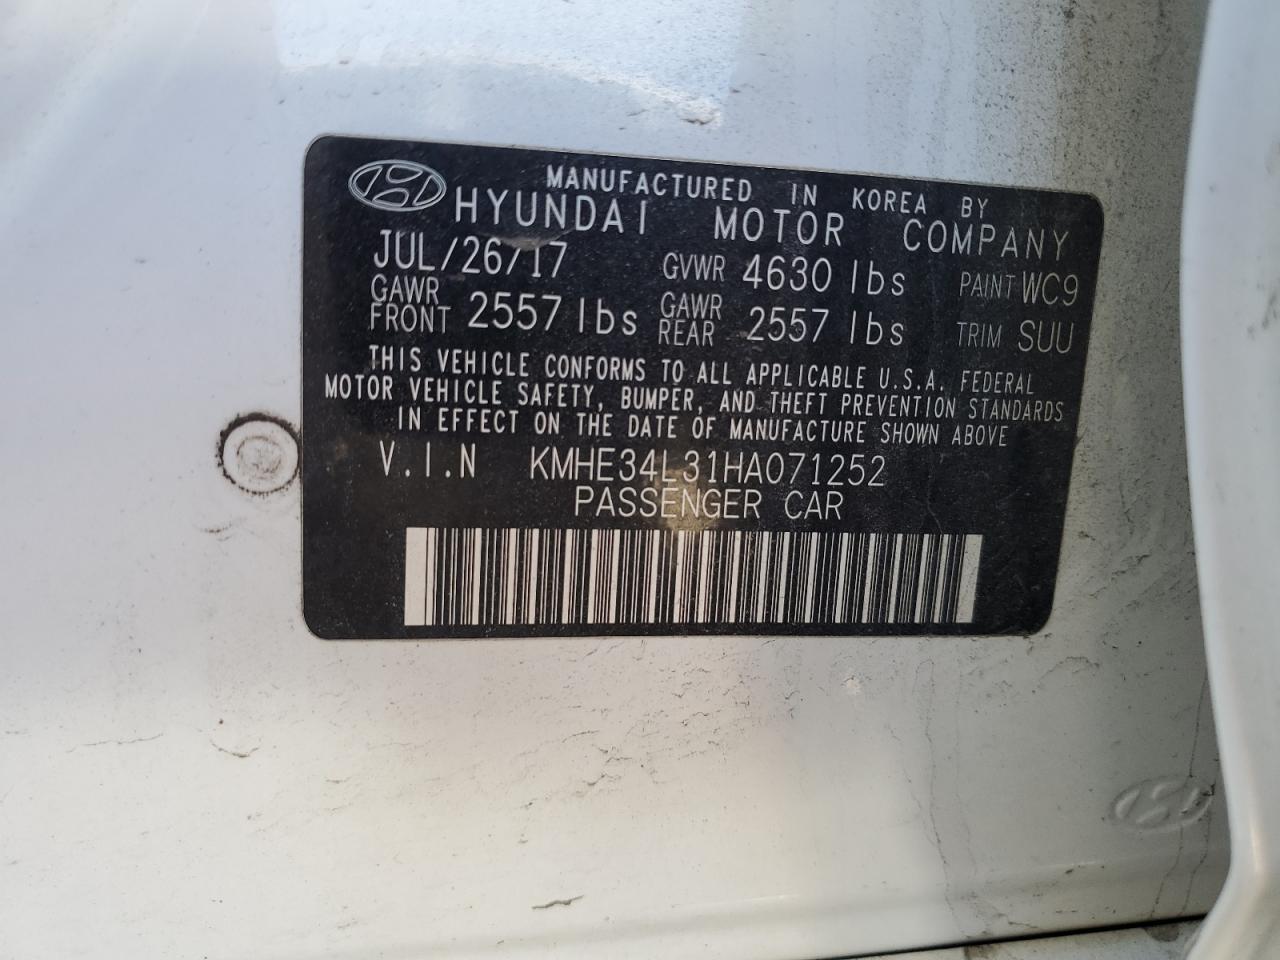 MANUFACTURED IN KOREA BY
HYUNDAI MOTOR COMPANY
JUL/26/17 GVWR 4630 lbs PAINT WC9
GAWR FRONT 2557 lbs GAWR REAR 2557 lbs TRIM SUU
THIS VEHICLE CONFORMS TO ALL APPLICABLE U.S.A. FEDERAL
MOTOR VEHICLE SAFETY, BUMPER, AND THEFT PREVENTION STANDARDS
IN EFFECT ON THE DATE OF MANUFACTURE SHOWN ABOVE
V.I.N KMHE34L31HA071252
PASSENGER CAR